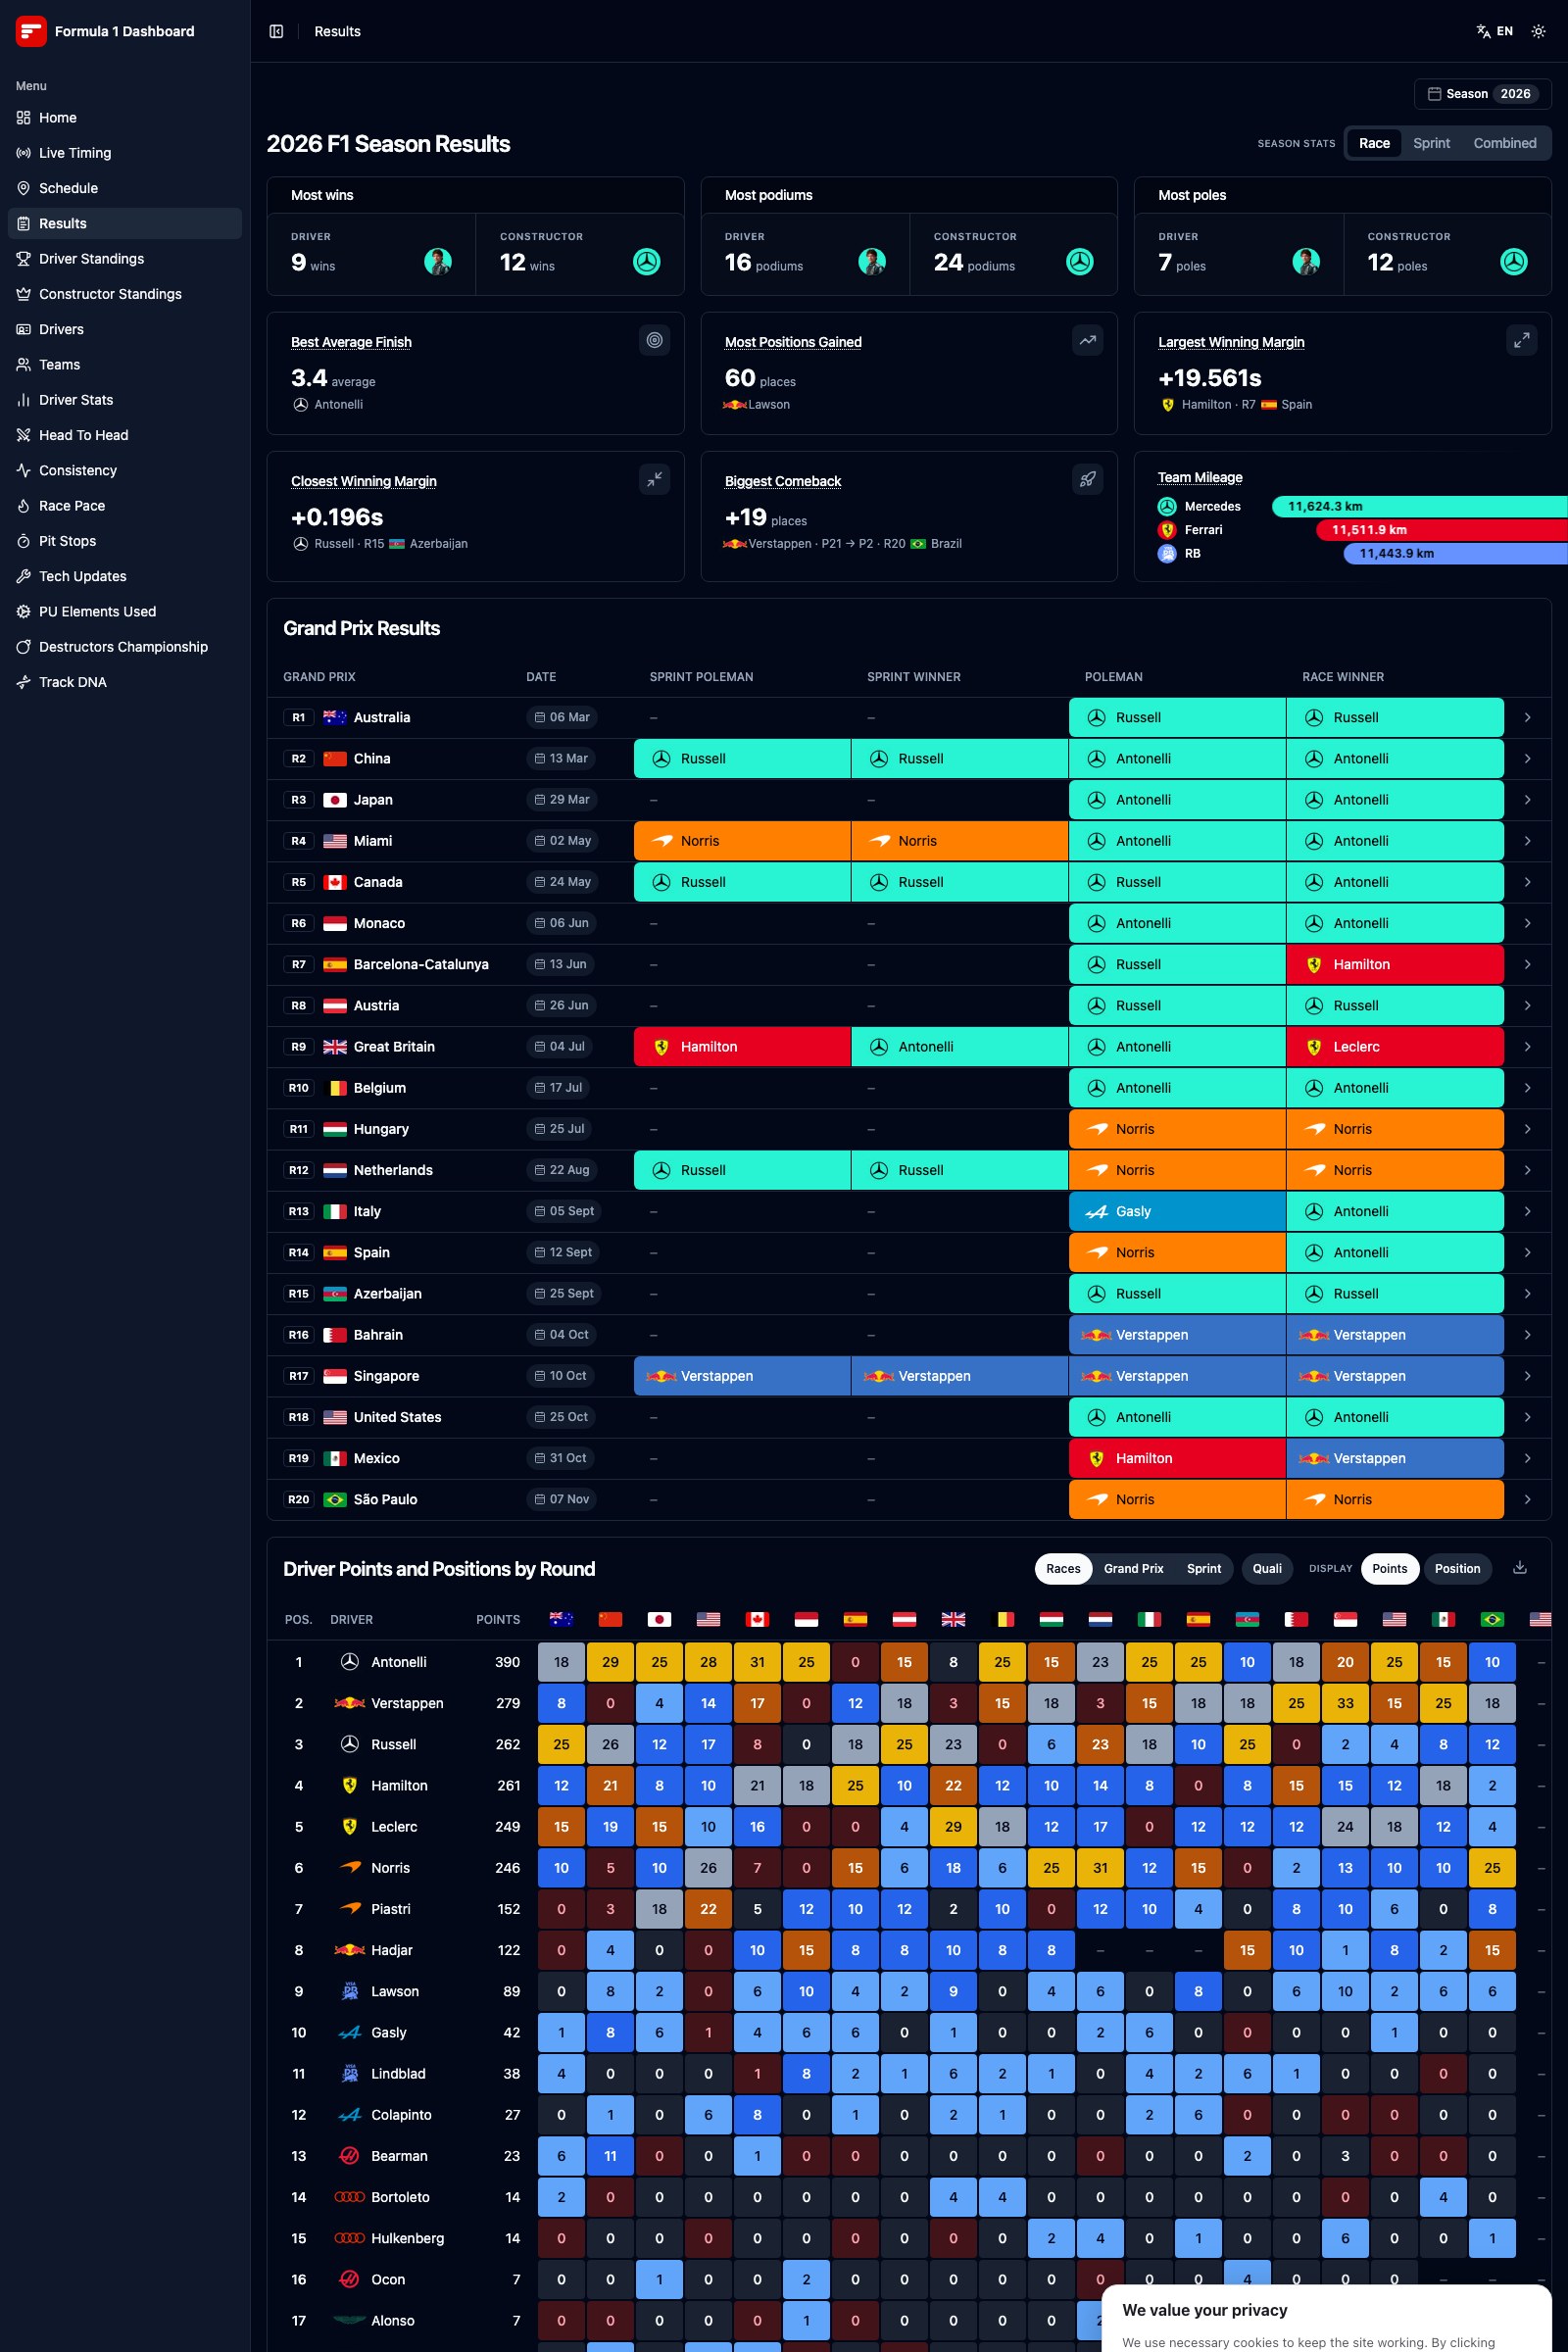 Formula 1 Dashboard
Results
EN
Menu
Home
Live Timing
Schedule
Results
Driver Standings
Constructor Standings
Drivers
Teams
Driver Stats
Head To Head
Consistency
Race Pace
Pit Stops
Tech Updates
PU Elements Used
Destructors Championship
Track DNA
Season 2026
2026 F1 Season Results
SEASON STATS Race Sprint Combined
Most wins
DRIVER
9 wins
CONSTRUCTOR
12 wins
Most podiums
DRIVER
16 podiums
CONSTRUCTOR
24 podiums
Most poles
DRIVER
7 poles
CONSTRUCTOR
12 poles
Best Average Finish
3.4 average
Antonelli
Most Positions Gained
60 places
Lawson
Largest Winning Margin
+19.561s
Hamilton · R7 Spain
Closest Winning Margin
+0.196s
Russell · R15 Azerbaijan
Biggest Comeback
+19 places
Verstappen · P21 → P2 · R20 Brazil
Team Mileage
Mercedes 11,624.3 km
Ferrari 11,511.9 km
RB 11,443.9 km
Grand Prix Results
GRAND PRIX DATE SPRINT POLEMAN SPRINT WINNER POLEMAN RACE WINNER
R1 Australia 06 Mar – – Russell Russell
R2 China 13 Mar Russell Russell Antonelli Antonelli
R3 Japan 29 Mar – – Antonelli Antonelli
R4 Miami 02 May Norris Norris Antonelli Antonelli
R5 Canada 24 May Russell Russell Russell Antonelli
R6 Monaco 06 Jun – – Antonelli Antonelli
R7 Barcelona-Catalunya 13 Jun – – Russell Hamilton
R8 Austria 26 Jun – – Russell Russell
R9 Great Britain 04 Jul Hamilton Antonelli Antonelli Leclerc
R10 Belgium 17 Jul – – Antonelli Antonelli
R11 Hungary 25 Jul – – Norris Norris
R12 Netherlands 22 Aug Russell Russell Norris Norris
R13 Italy 05 Sept – – Gasly Antonelli
R14 Spain 12 Sept – – Norris Antonelli
R15 Azerbaijan 25 Sept – – Russell Russell
R16 Bahrain 04 Oct – – Verstappen Verstappen
R17 Singapore 10 Oct Verstappen Verstappen Verstappen Verstappen
R18 United States 25 Oct – – Antonelli Antonelli
R19 Mexico 31 Oct – – Hamilton Verstappen
R20 São Paulo 07 Nov – – Norris Norris
Driver Points and Positions by Round
Races Grand Prix Sprint Quali DISPLAY Points Position
POS. DRIVER POINTS
1 Antonelli 390 18 29 25 28 31 25 0 15 8 25 15 23 25 25 10 18 20 25 15 10 –
2 Verstappen 279 8 0 4 14 17 0 12 18 3 15 18 3 15 18 18 25 33 15 25 18 –
3 Russell 262 25 26 12 17 8 0 18 25 23 0 6 23 18 10 25 0 2 4 8 12 –
4 Hamilton 261 12 21 8 10 21 18 25 10 22 12 10 14 8 0 8 15 15 12 18 2 –
5 Leclerc 249 15 19 15 10 16 0 0 4 29 18 12 17 0 12 12 12 24 18 12 4 –
6 Norris 246 10 5 10 26 7 0 15 6 18 6 25 31 12 15 0 2 13 10 10 25 –
7 Piastri 152 0 3 18 22 5 12 10 12 2 10 0 12 10 4 0 8 10 6 0 8 –
8 Hadjar 122 0 4 0 0 10 15 8 8 10 8 8 – – – 15 10 1 8 2 15 –
9 Lawson 89 0 8 2 0 6 10 4 2 9 0 4 6 0 8 0 6 10 2 6 6 –
10 Gasly 42 1 8 6 1 4 6 6 0 1 0 0 2 6 0 0 0 0 1 0 0 –
11 Lindblad 38 4 0 0 0 1 8 2 1 6 2 1 0 4 2 6 1 0 0 0 0 –
12 Colapinto 27 0 1 0 6 8 0 1 0 2 1 0 0 2 6 0 0 0 0 0 0 –
13 Bearman 23 6 11 0 0 1 0 0 0 0 0 0 0 0 0 2 0 3 0 0 0 –
14 Bortoleto 14 2 0 0 0 0 0 0 0 4 4 0 0 0 0 0 0 0 0 4 0 –
15 Hulkenberg 14 0 0 0 0 0 0 0 0 0 0 2 4 0 1 0 0 6 0 0 1 –
16 Ocon 7 0 0 1 0 0 2 0 0 0 0 0 0 0 0 4 0 0 0 – – –
17 Alonso 7 0 0 0 0 0 1 0 0 0 0 0
We value your privacy
We use necessary cookies to keep the site working. By clicking